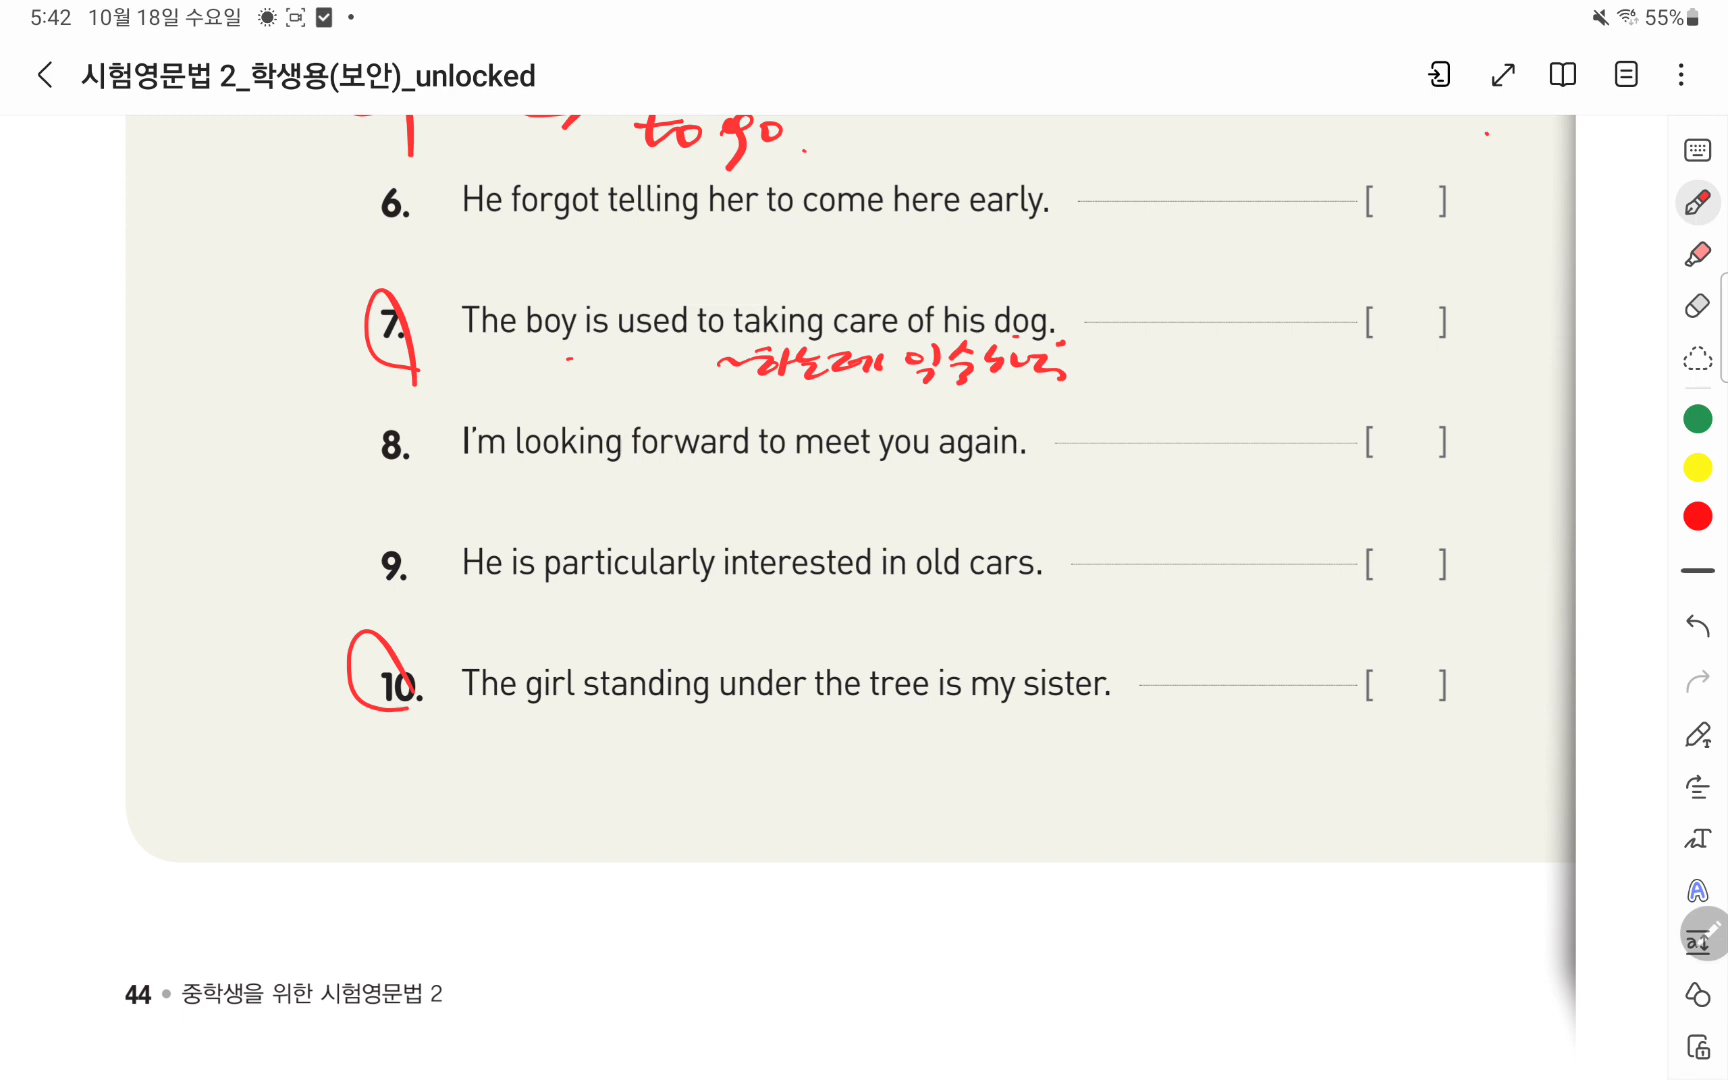 5:42 10월 18일 수요일 55%
시험영문법 2_학생용(보안)_unlocked
to go.
6. He forgot telling her to come here early. [ ]
7. The boy is used to taking care of his dog. [ ]
~하는데 익숙하다
8. I'm looking forward to meet you again. [ ]
9. He is particularly interested in old cars. [ ]
10. The girl standing under the tree is my sister. [ ]
44 • 중학생을 위한 시험영문법 2